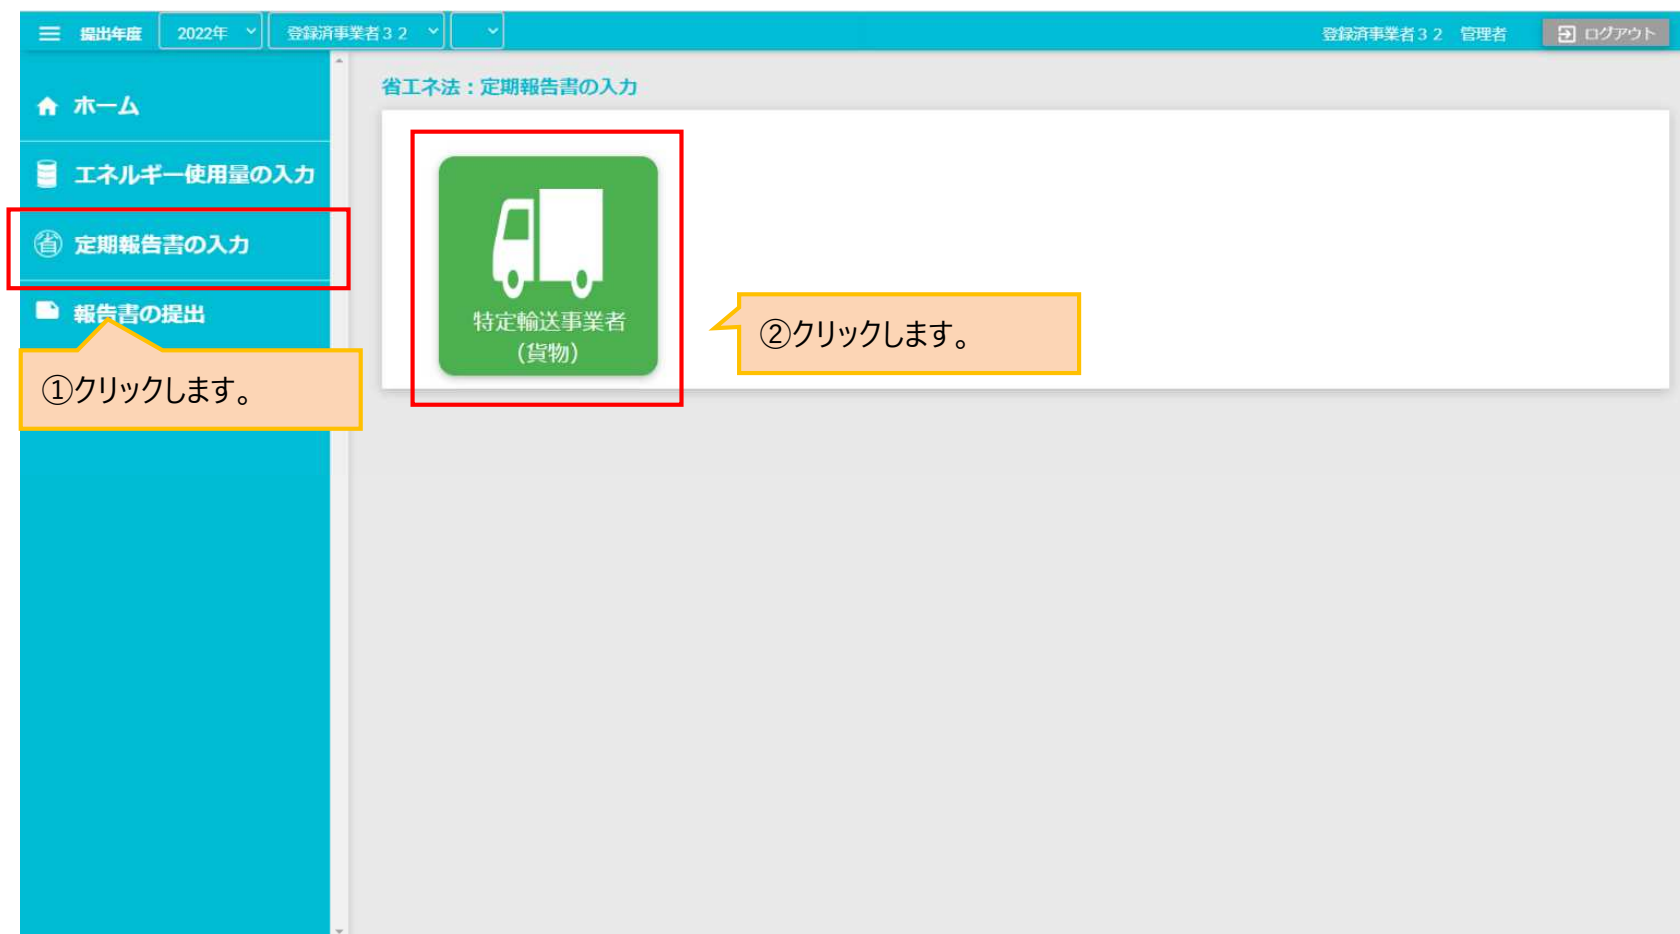 提出年度 2022年 登録済事業者３２ 登録済事業者３２ 管理者 ログアウト
ホーム
エネルギー使用量の入力
省 定期報告書の入力
報告書の提出
①クリックします。
省エネ法：定期報告書の入力
特定輸送事業者
（貨物）
②クリックします。